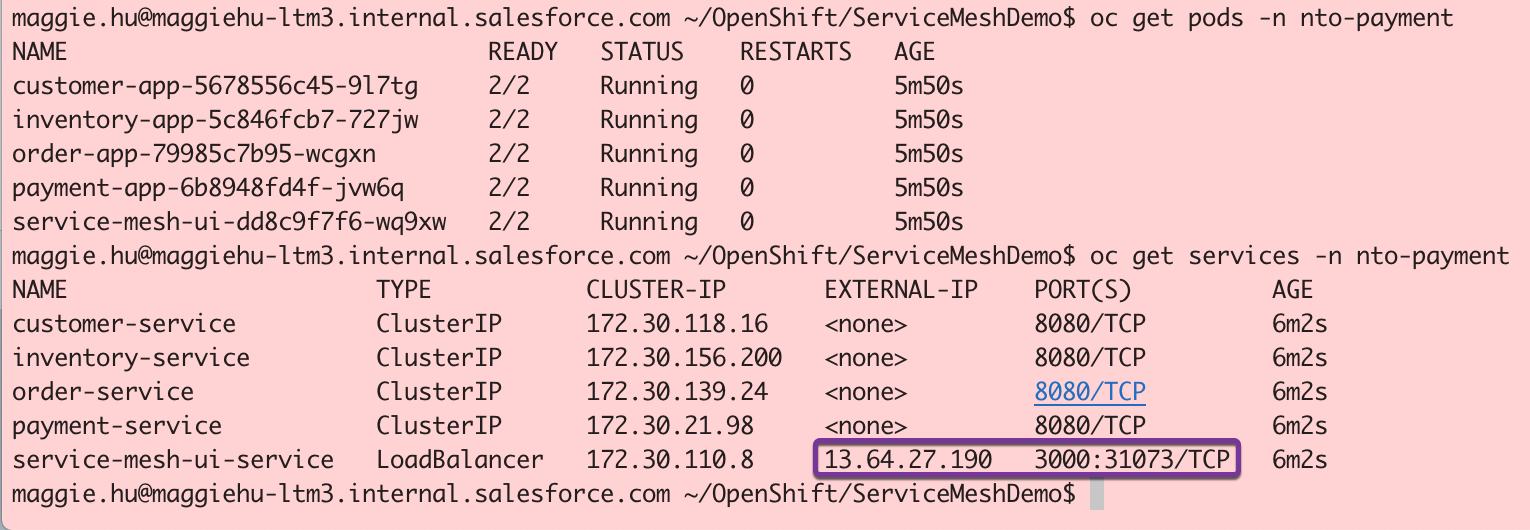 maggie.hu@maggiehu-ltm3.internal.salesforce.com ~/OpenShift/ServiceMeshDemo$ oc get pods -n nto-payment
NAME READY STATUS RESTARTS AGE
customer-app-5678556c45-9l7tg 2/2 Running 0 5m50s
inventory-app-5c846fcb7-727jw 2/2 Running 0 5m50s
order-app-79985c7b95-wcgxn 2/2 Running 0 5m50s
payment-app-6b8948fd4f-jvw6q 2/2 Running 0 5m50s
service-mesh-ui-dd8c9f7f6-wq9xw 2/2 Running 0 5m50s
maggie.hu@maggiehu-ltm3.internal.salesforce.com ~/OpenShift/ServiceMeshDemo$ oc get services -n nto-payment
NAME TYPE CLUSTER-IP EXTERNAL-IP PORT(S) AGE
customer-service ClusterIP 172.30.118.16 <none> 8080/TCP 6m2s
inventory-service ClusterIP 172.30.156.200 <none> 8080/TCP 6m2s
order-service ClusterIP 172.30.139.24 <none> 8080/TCP 6m2s
payment-service ClusterIP 172.30.21.98 <none> 8080/TCP 6m2s
service-mesh-ui-service LoadBalancer 172.30.110.8 13.64.27.190 3000:31073/TCP 6m2s
maggie.hu@maggiehu-ltm3.internal.salesforce.com ~/OpenShift/ServiceMeshDemo$